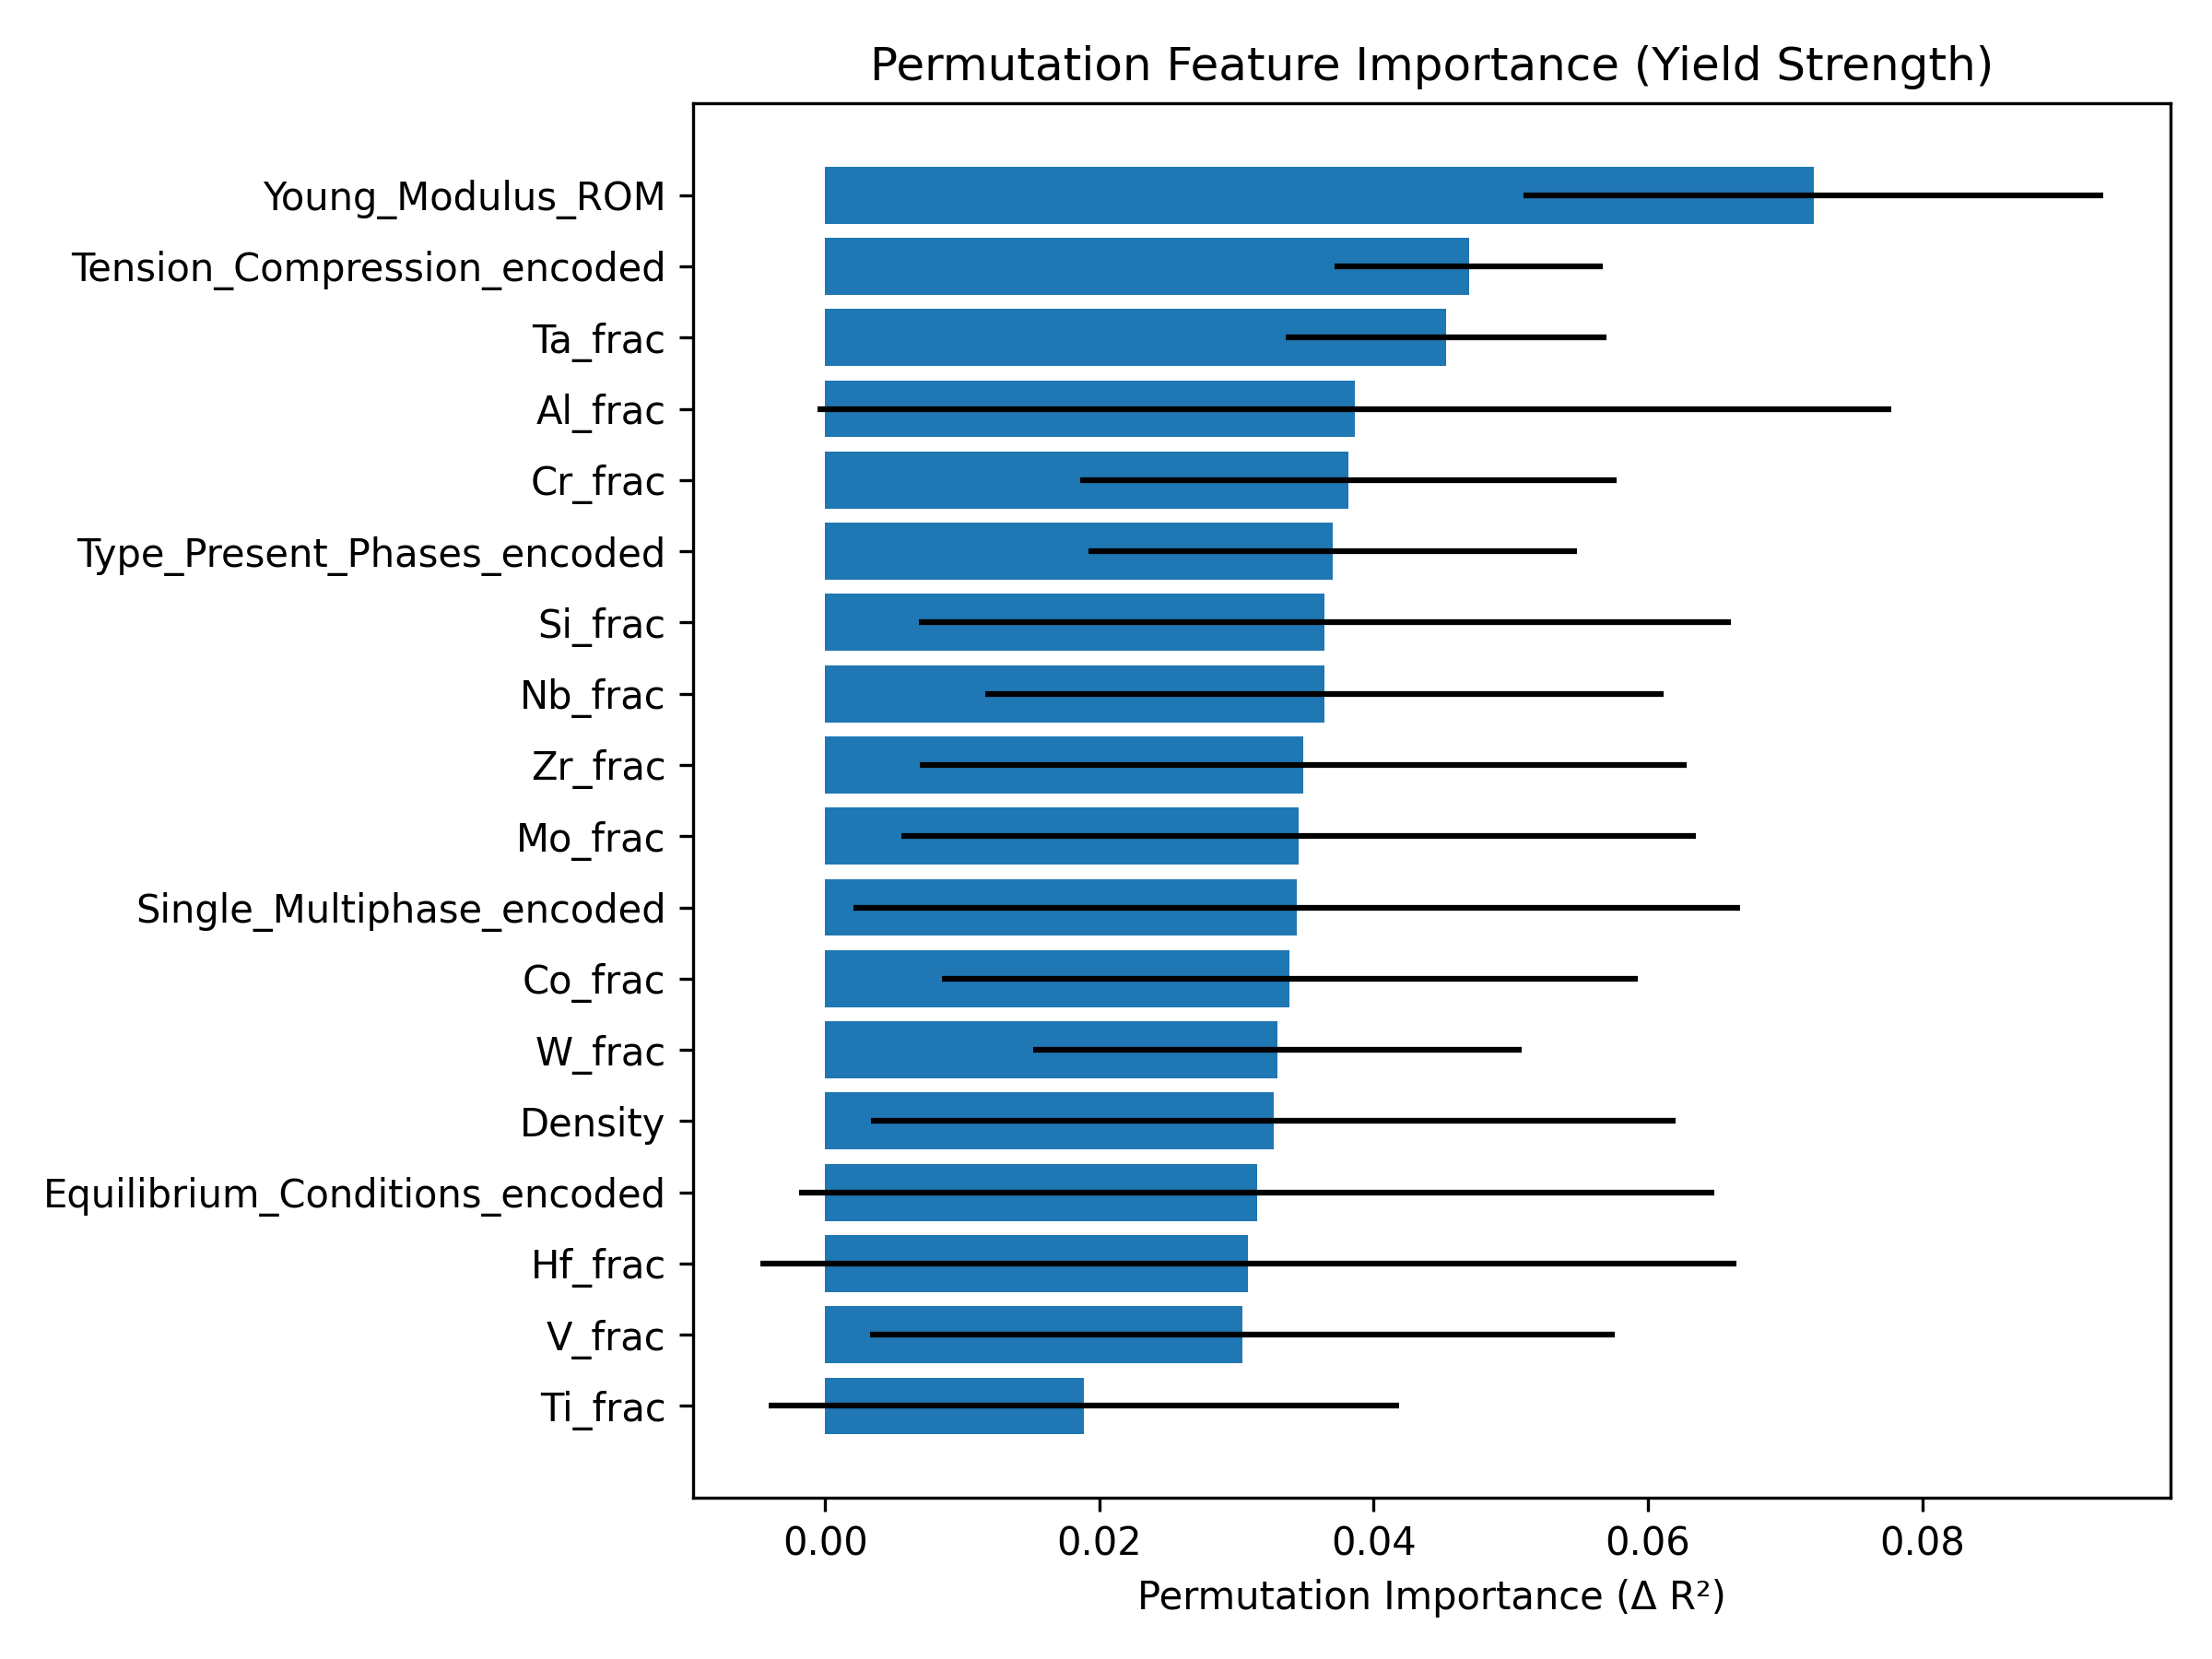 Permutation Feature Importance (Yield Strength)
Young_Modulus_ROM
Tension_Compression_encoded
Ta_frac
Al_frac
Cr_frac
Type_Present_Phases_encoded
Si_frac
Nb_frac
Zr_frac
Mo_frac
Single_Multiphase_encoded
Co_frac
W_frac
Density
Equilibrium_Conditions_encoded
Hf_frac
V_frac
Ti_frac
0.00 0.02 0.04 0.06 0.08
Permutation Importance (Δ R²)